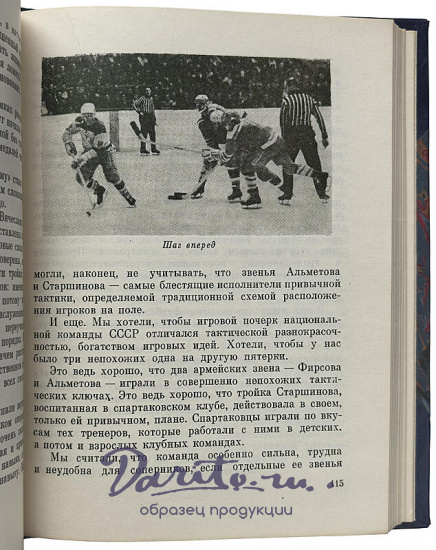 Шаг вперед
могли, наконец, не учитывать, что звенья Альметова
и Старшинова — самые блестящие исполнители привычной
тактики, определяемой традиционной схемой расположе-
ния игроков на поле.
И еще. Мы хотели, чтобы игровой почерк националь-
ной команды СССР отличался тактической разнокрасоч-
ностью, богатством игровых идей. Хотели, чтобы у нас
было три непохожих одна на другую пятерки.
Это ведь хорошо, что два армейских звена — Фирсова
и Альметова — играли в совершенно непохожих такти-
ческих ключах. Это ведь хорошо, что тройка Старшинова,
воспитанная в спартаковском клубе, действовала в своем,
только ей привычном, плане. Спартаковцы играли по вку-
сам тех тренеров, которые работали с ними в детских,
а потом и взрослых клубных командах.
Мы считали, что команда особенно сильна, трудна
и неудобна для соперников, если отдельные ее звенья
Darito.ru.
образец продукции